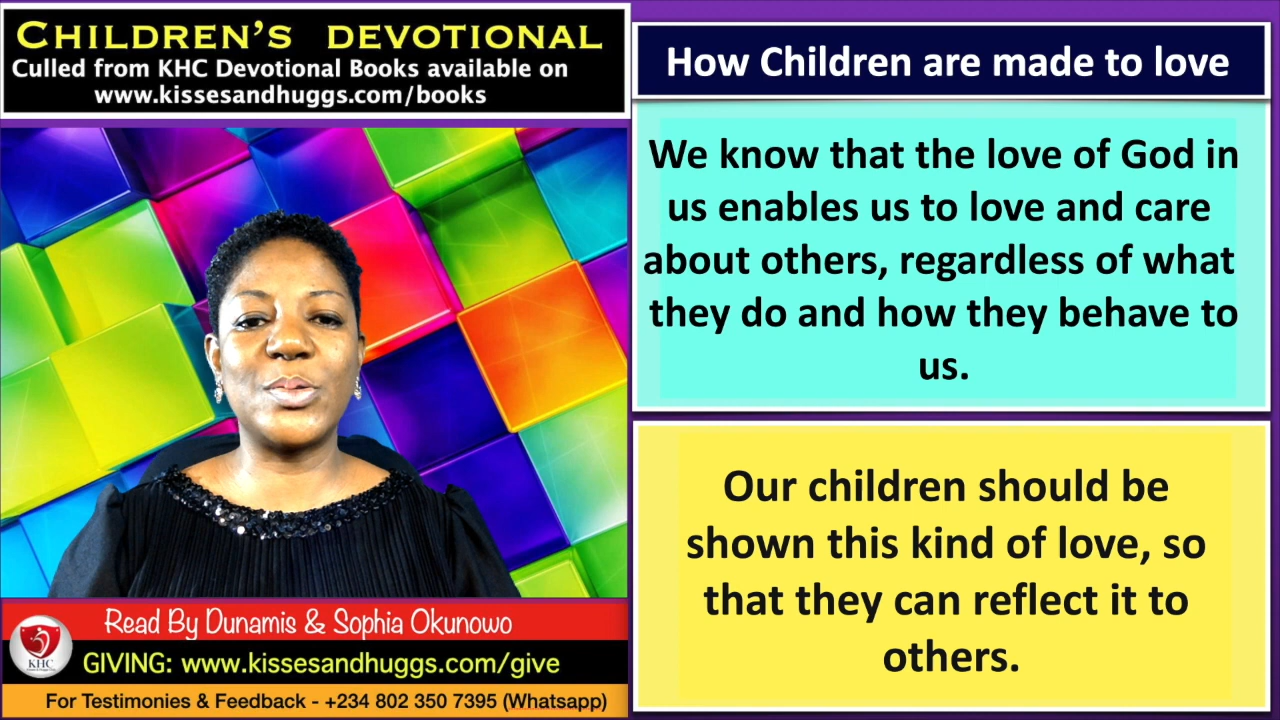 CHILDREN'S DEVOTIONAL
Culled from KHC Devotional Books available on
www.kissesandhuggs.com/books
How Children are made to love
We know that the love of God in
us enables us to love and care
about others, regardless of what
they do and how they behave to
us.
Our children should be
shown this kind of love, so
that they can reflect it to
others.
Read By Dunamis & Sophia Okunowo
KHC
GIVING: www.kissesandhuggs.com/give
For Testimonies & Feedback - +234 802 350 7395 (Whatsapp)